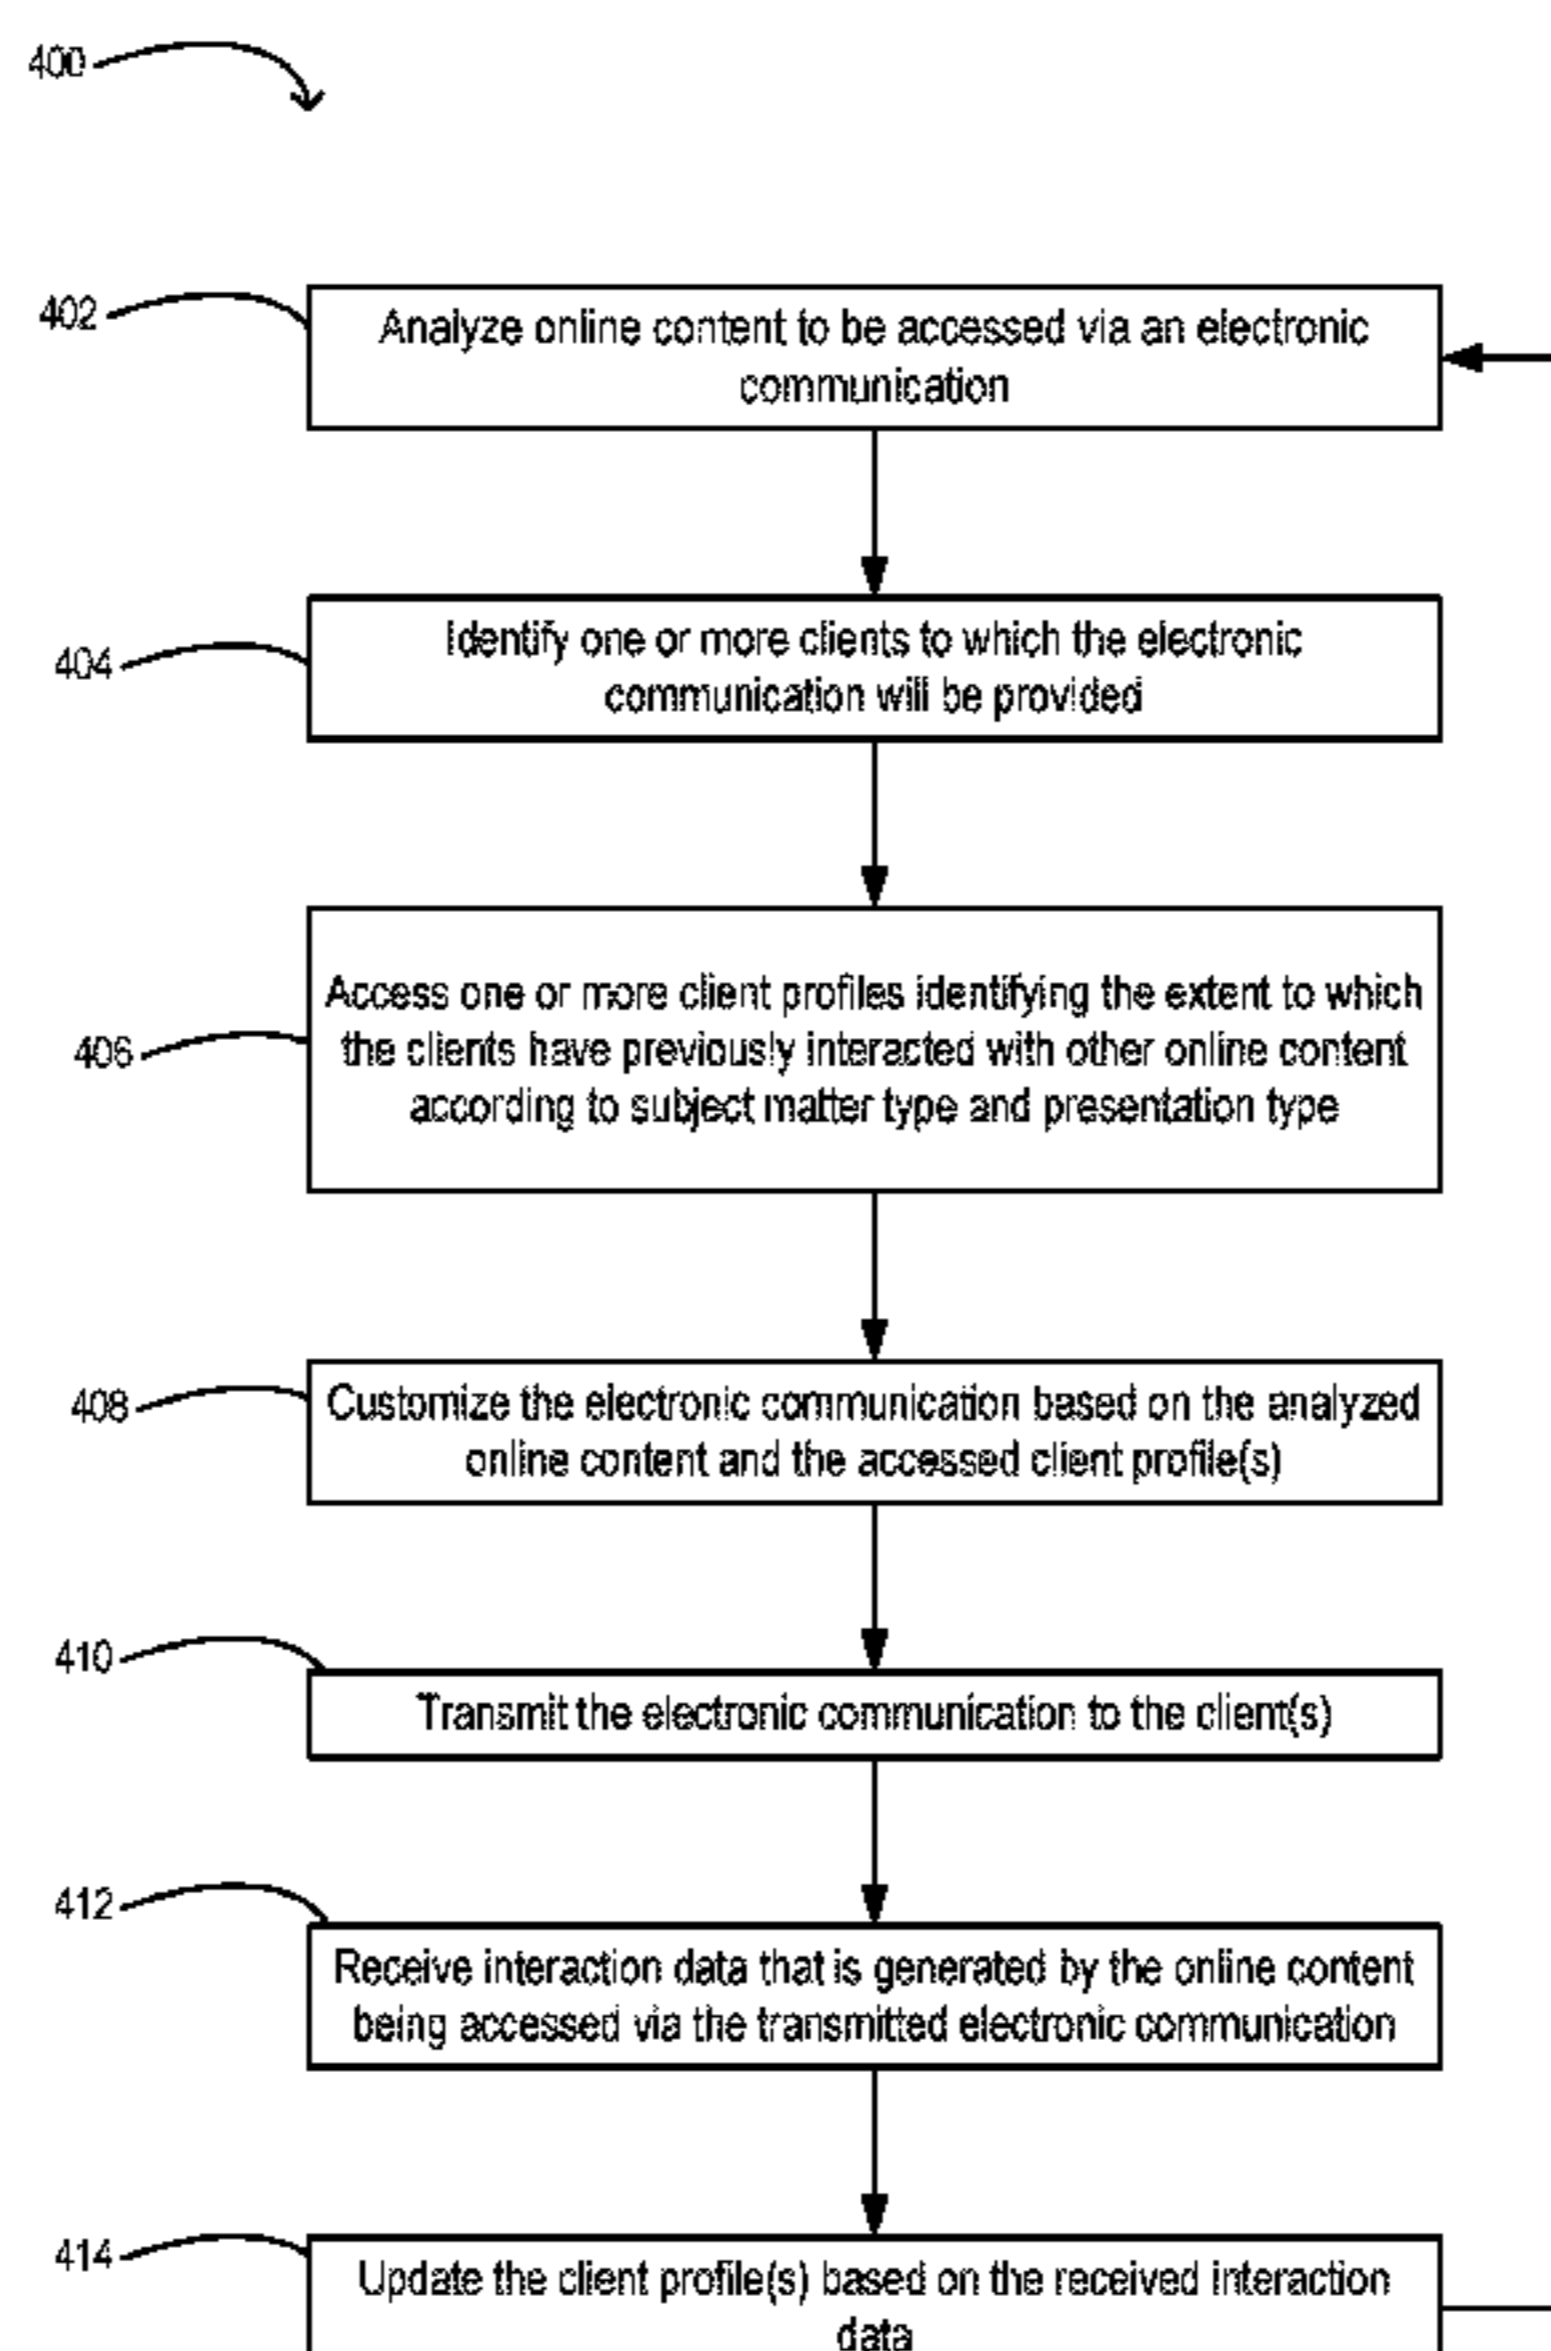 400
402
Analyze online content to be accessed via an electronic
communication
404
Identify one or more clients to which the electronic
communication will be provided
406
Access one or more client profiles identifying the extent to which
the clients have previously interacted with other online content
according to subject matter type and presentation type
408
Customize the electronic communication based on the analyzed
online content and the accessed client profile(s)
410
Transmit the electronic communication to the client(s)
412
Receive interaction data that is generated by the online content
being accessed via the transmitted electronic communication
414
Update the client profile(s) based on the received interaction
data